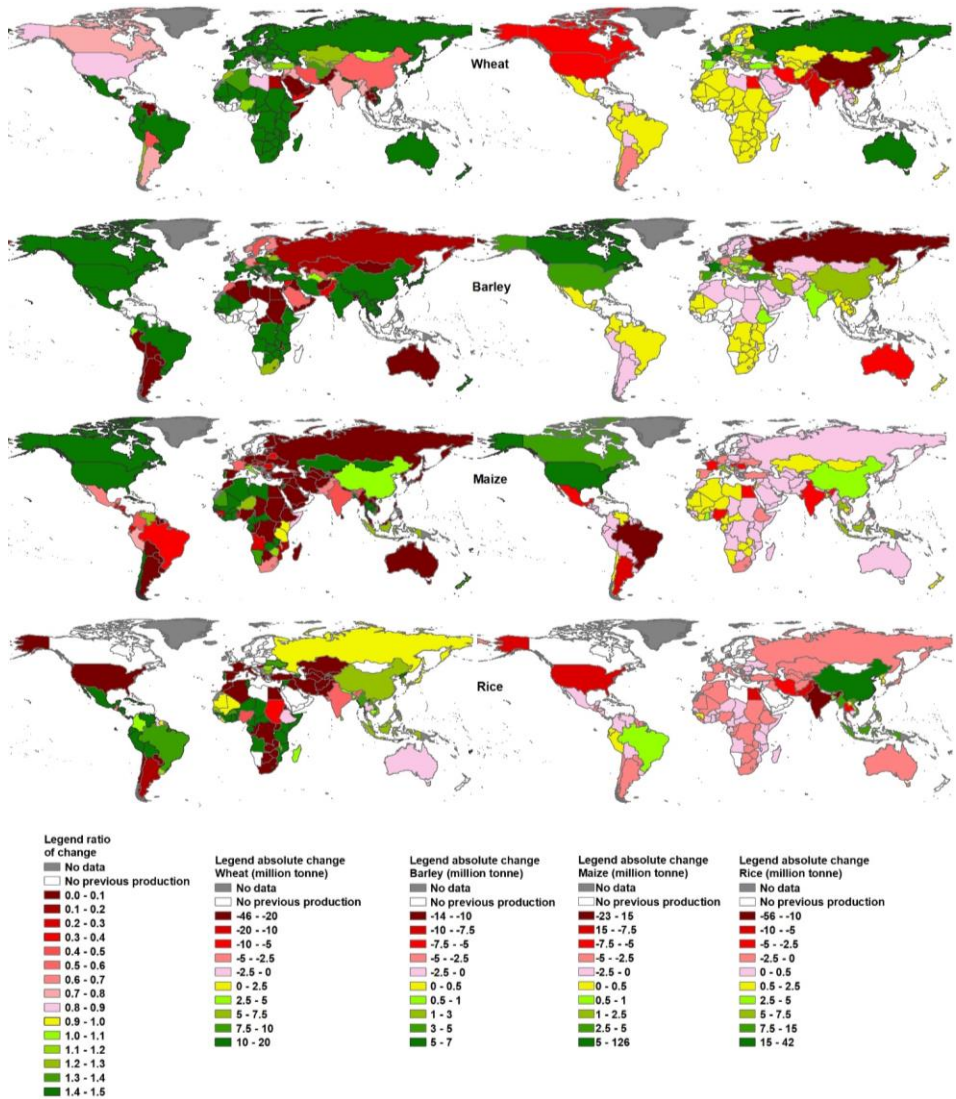 Wheat
Barley
Maize
Rice
Legend ratio
of change
No data
No previous production
0.0 - 0.1
0.1 - 0.2
0.2 - 0.3
0.3 - 0.4
0.4 - 0.5
0.5 - 0.6
0.6 - 0.7
0.7 - 0.8
0.8 - 0.9
0.9 - 1.0
1.0 - 1.1
1.1 - 1.2
1.2 - 1.3
1.3 - 1.4
1.4 - 1.5
Legend absolute change
Wheat (million tonne)
No data
No previous production
-46 - -20
-20 - -10
-10 - -5
-5 - -2.5
-2.5 - 0
0 - 2.5
2.5 - 5
5 - 7.5
7.5 - 10
10 - 20
Legend absolute change
Barley (million tonne)
No data
No previous production
-14 - -10
-10 - -7.5
-7.5 - -5
-5 - -2.5
-2.5 - 0
0 - 0.5
0.5 - 1
1 - 3
3 - 5
5 - 7
Legend absolute change
Maize (million tonne)
No data
No previous production
-23 - 15
15 - -7.5
-7.5 - -5
-5 - -2.5
-2.5 - 0
0 - 0.5
0.5 - 1
1 - 2.5
2.5 - 5
5 - 126
Legend absolute change
Rice (million tonne)
No data
No previous production
-56 - -10
-10 - -5
-5 - -2.5
-2.5 - 0
0 - 0.5
0.5 - 2.5
2.5 - 5
5 - 7.5
7.5 - 15
15 - 42